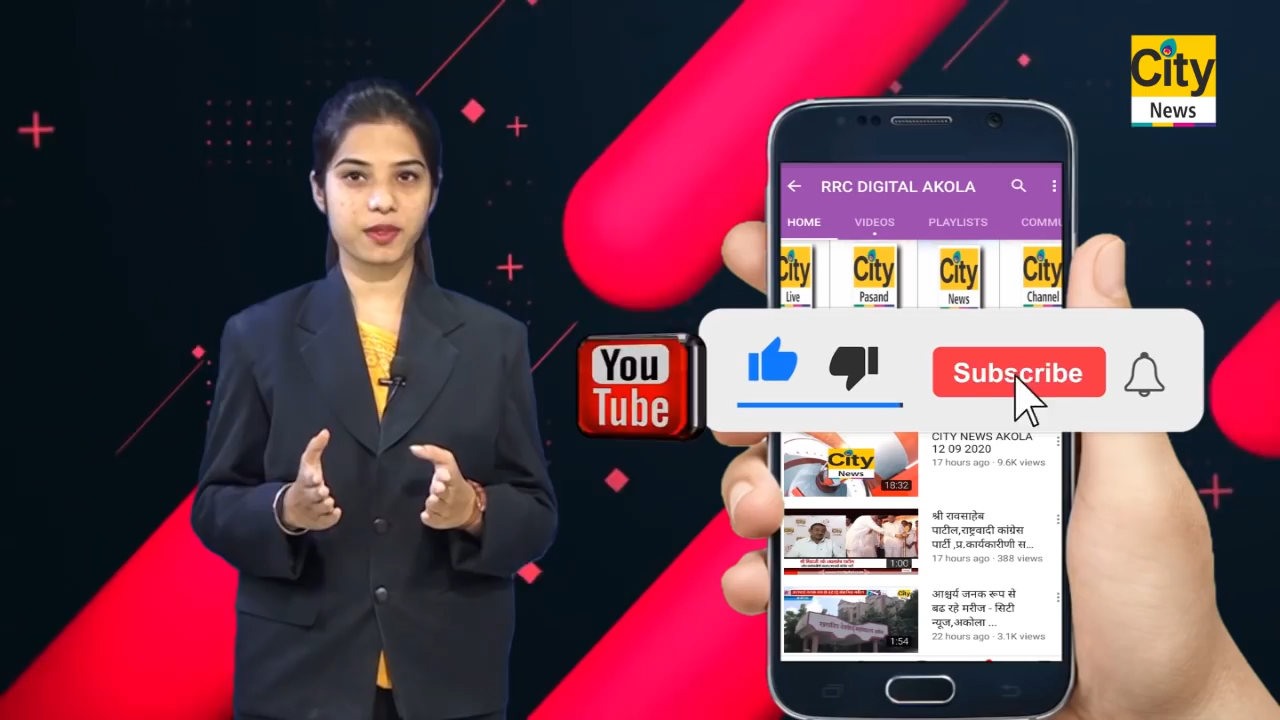 City
News
RRC DIGITAL AKOLA
HOME VIDEOS PLAYLISTS COMMU
City City City City
Live Pasand News Channel
You
Tube
Subscribe
City
News
18:32
CITY NEWS AKOLA
12 09 2020
17 hours ago · 9.6K views
1:00
श्री रावसाहेब
पाटील,राष्ट्रवादी कांग्रेस
पार्टी ,प्र.कार्यकारीणी स...
17 hours ago · 388 views
City
1:54
आश्चर्य जनक रूप से
बढ रहे मरीज - सिटी
न्यूज,अकोला ...
22 hours ago · 3.1K views